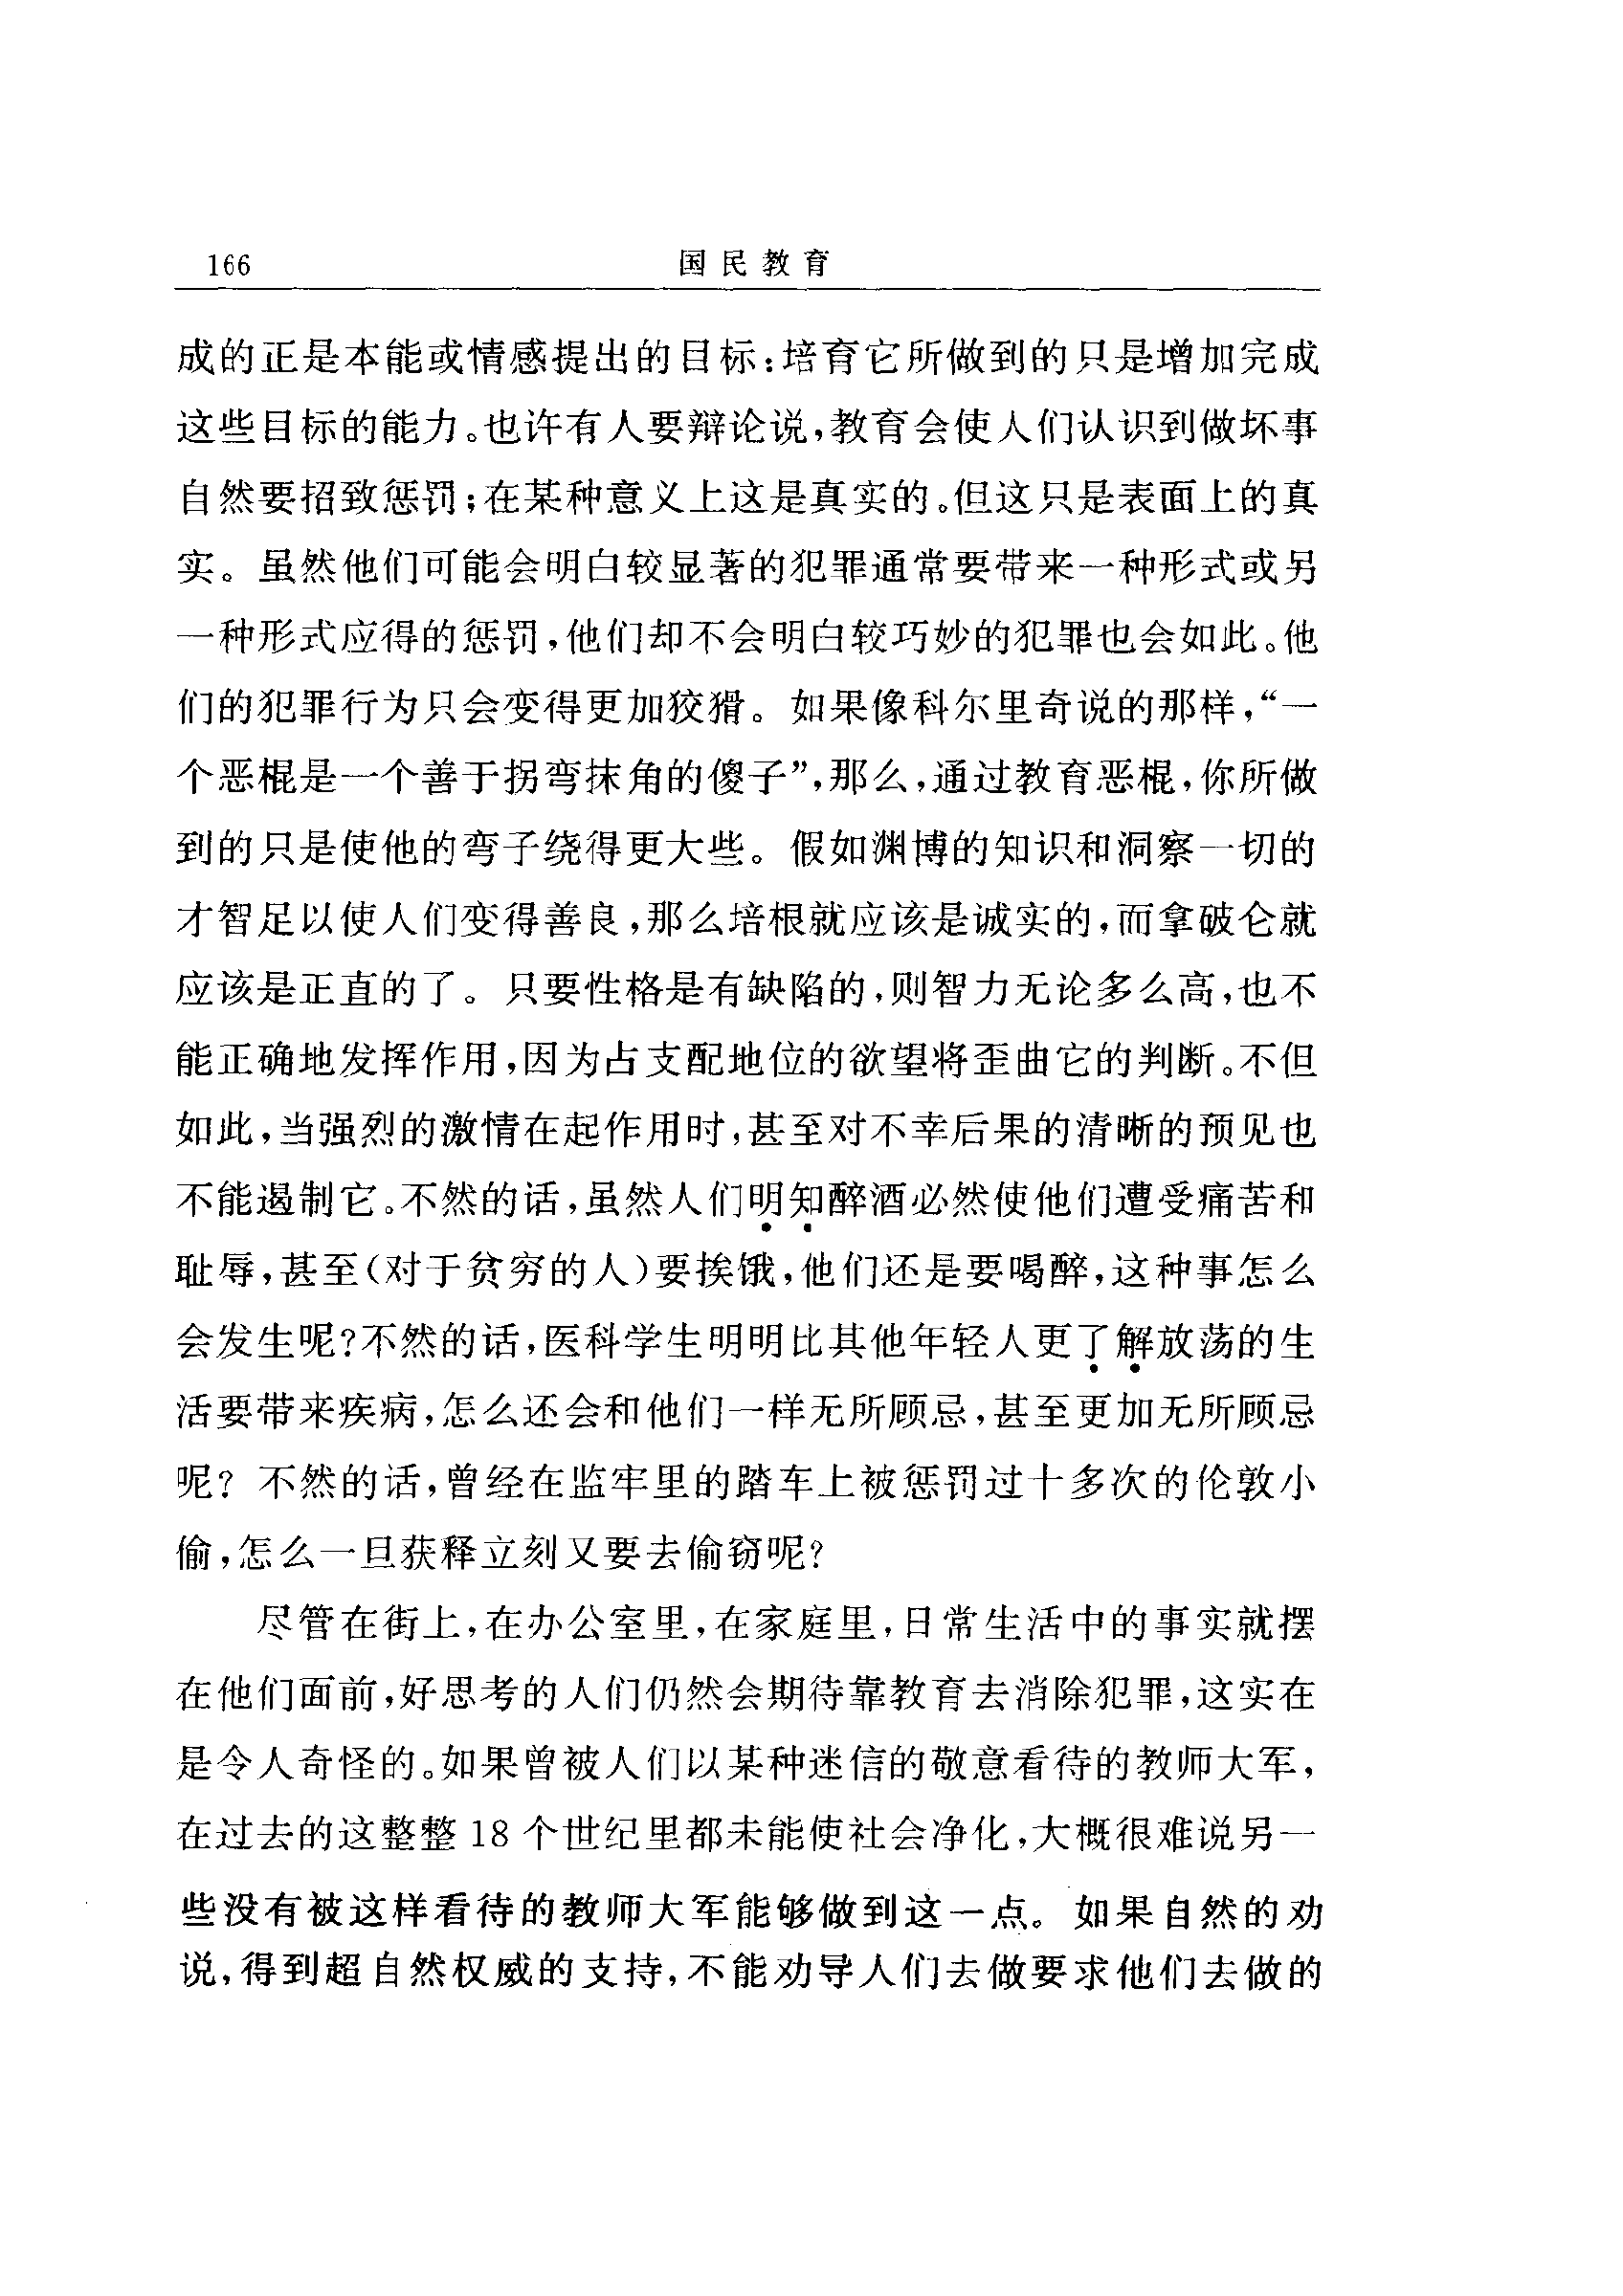 166 国民教育
成的正是本能或情感提出的目标:培育它所做到的只是增加完成
这些目标的能力。也许有人要辩论说,教育会使人们认识到做坏事
自然要招致惩罚;在某种意义上这是真实的。但这只是表面上的真
实。虽然他们可能会明白较显著的犯罪通常要带来一种形式或另
一种形式应得的惩罚,他们却不会明白较巧妙的犯罪也会如此。他
们的犯罪行为只会变得更加狡猾。如果像科尔里奇说的那样,“一
个恶棍是一个善于拐弯抹角的傻子”,那么,通过教育恶棍,你所做
到的只是使他的弯子绕得更大些。假如渊博的知识和洞察一切的
才智足以使人们变得善良,那么培根就应该是诚实的,而拿破仑就
应该是正直的了。只要性格是有缺陷的,则智力无论多么高,也不
能正确地发挥作用,因为占支配地位的欲望将歪曲它的判断。不但
如此,当强烈的激情在起作用时,甚至对不幸后果的清晰的预见也
不能遏制它。不然的话,虽然人们明知醉酒必然使他们遭受痛苦和
耻辱,甚至(对于贫穷的人)要挨饿,他们还是要喝醉,这种事怎么
会发生呢?不然的话,医科学生明明比其他年轻人更了解放荡的生
活要带来疾病,怎么还会和他们一样无所顾忌,甚至更加无所顾忌
呢?不然的话,曾经在监牢里的踏车上被惩罚过十多次的伦敦小
偷,怎么一旦获释立刻又要去偷窃呢?
尽管在街上,在办公室里,在家庭里,日常生活中的事实就摆
在他们面前,好思考的人们仍然会期待靠教育去消除犯罪,这实在
是令人奇怪的。如果曾被人们以某种迷信的敬意看待的教师大军,
在过去的这整整18个世纪里都未能使社会净化,大概很难说另一
些没有被这样看待的教师大军能够做到这一点。如果自然的劝
说,得到超自然权威的支持,不能劝导人们去做要求他们去做的